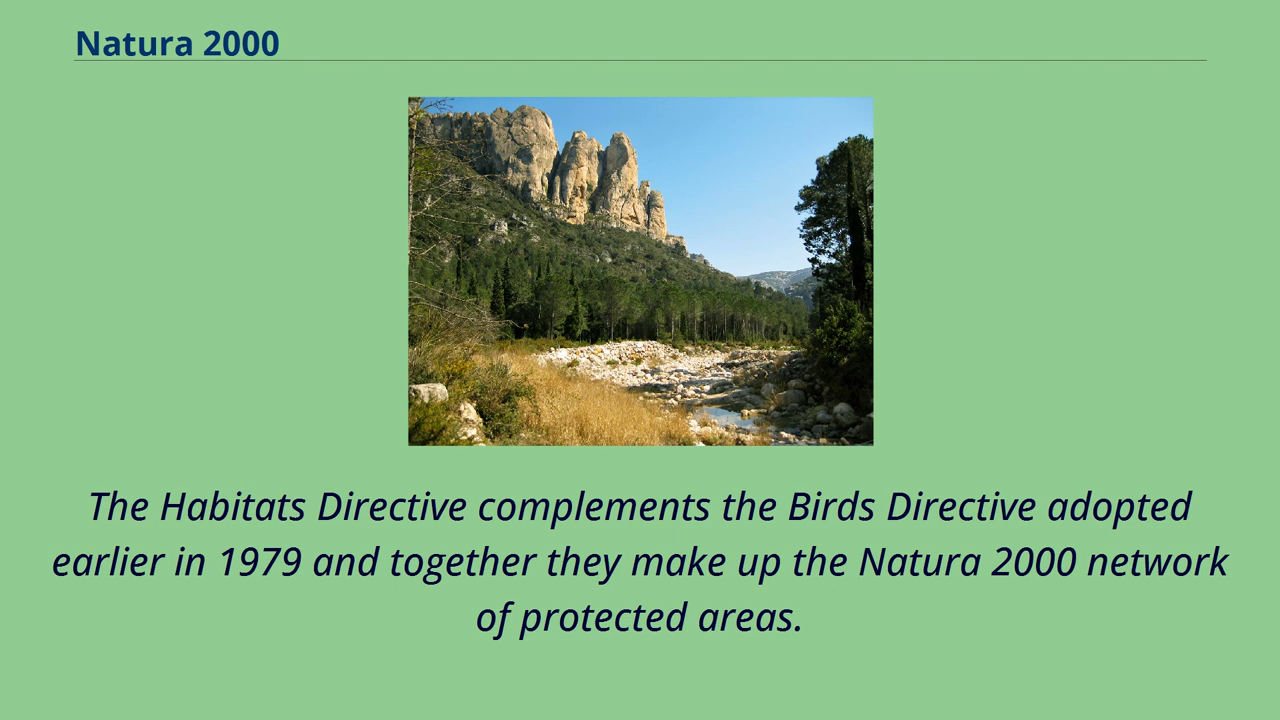 Natura 2000
The Habitats Directive complements the Birds Directive adopted
earlier in 1979 and together they make up the Natura 2000 network
of protected areas.